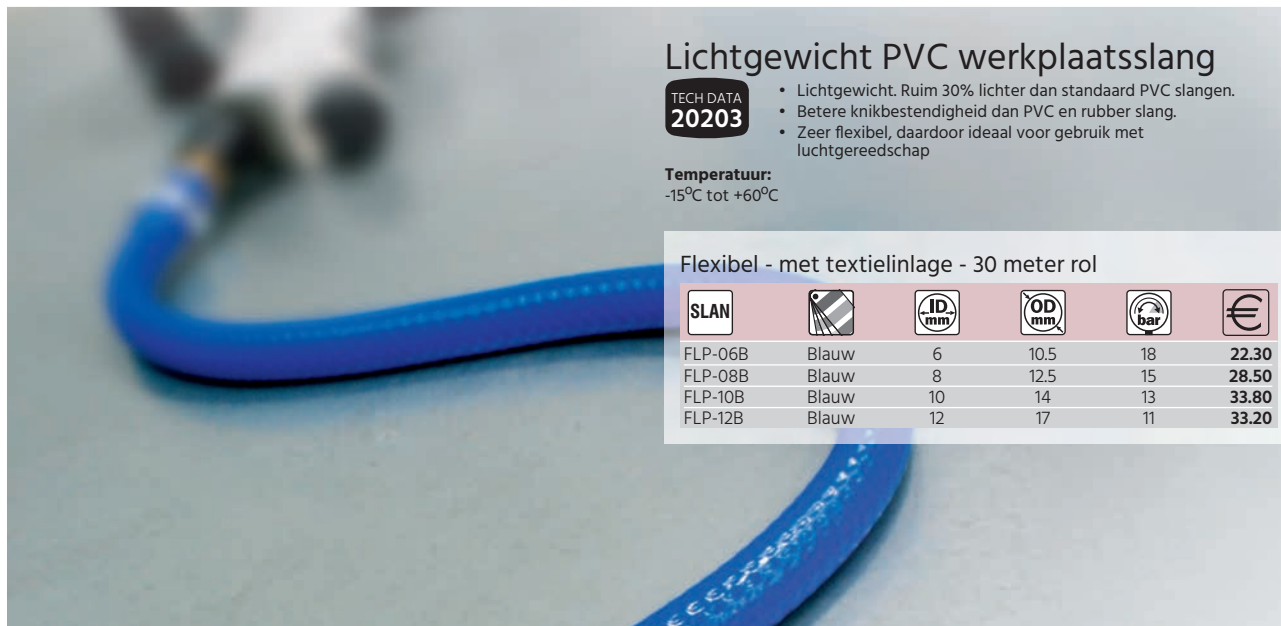 Lichtgewicht PVC werkplaatsslang
TECH DATA
20203
• Lichtgewicht. Ruim 30% lichter dan standaard PVC slangen.
• Betere knikbestendigheid dan PVC en rubber slang.
• Zeer flexibel, daardoor ideaal voor gebruik met
luchtgereedschap
Temperatuur:
-15ºC tot +60ºC
Flexibel - met textielinlage - 30 meter rol
SLAN ID mm OD mm bar €
FLP-06B Blauw 6 10.5 18 22.30
FLP-08B Blauw 8 12.5 15 28.50
FLP-10B Blauw 10 14 13 33.80
FLP-12B Blauw 12 17 11 33.20